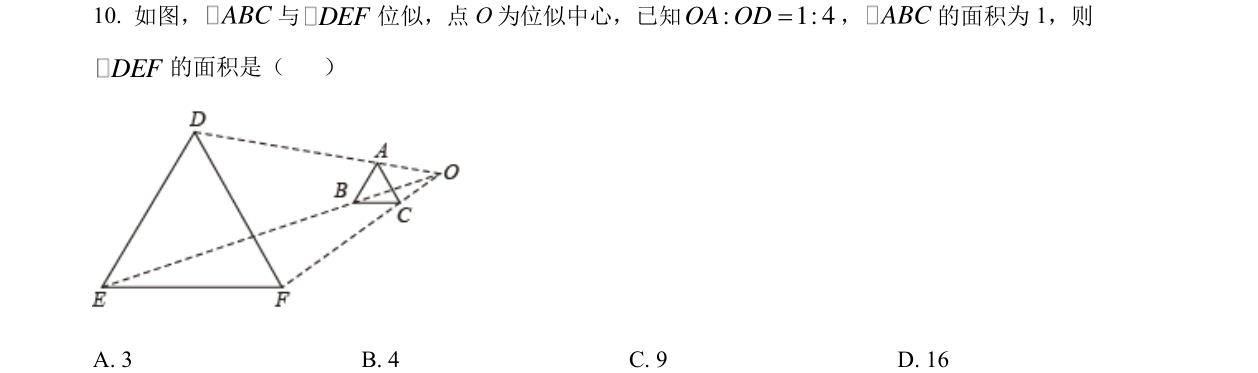 10. 如图，□ABC 与 □DEF 位似，点 O 为位似中心，已知 OA : OD = 1 : 4，□ABC 的面积为 1，则
□DEF 的面积是（　　）
D
A
O
B
C
E
F
A. 3 B. 4 C. 9 D. 16